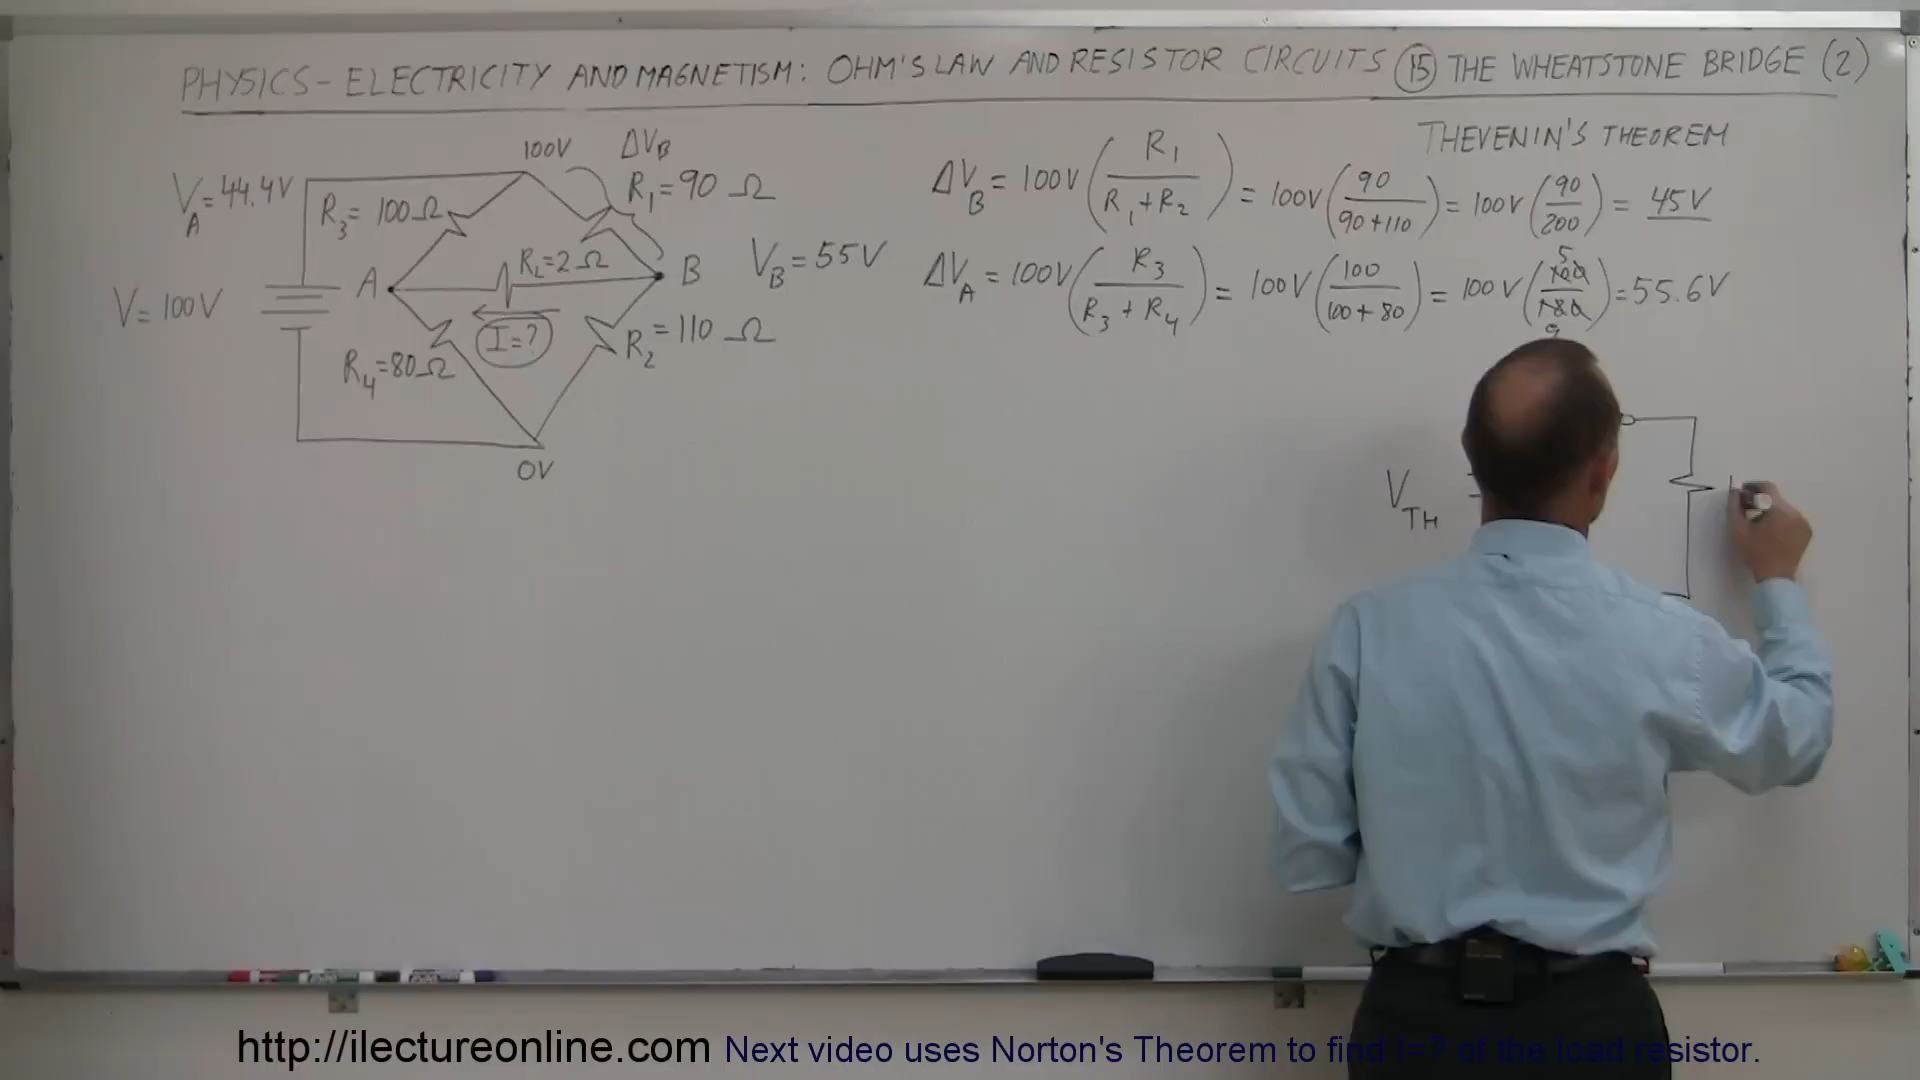 PHYSICS - ELECTRICITY AND MAGNETISM: OHM'S LAW AND RESISTOR CIRCUITS (15) THE WHEATSTONE BRIDGE (2)
THEVENIN'S THEOREM
100V ΔV_B
V_A = 44.4V
R_3 = 100 Ω
R_1 = 90 Ω
A
R_L = 2 Ω
B
V_B = 55V
V = 100V
I = ?
R_4 = 80 Ω
R_2 = 110 Ω
0V
ΔV_B = 100V (R_1 / (R_1 + R_2)) = 100V (90 / (90 + 110)) = 100V (90 / 200) = 45V
ΔV_A = 100V (R_3 / (R_3 + R_4)) = 100V (100 / (100 + 80)) = 100V (5 100 / 180 9) = 55.6V
V_TH
http://ilectureonline.com Next video uses Norton's Theorem to find I=? of the load resistor.